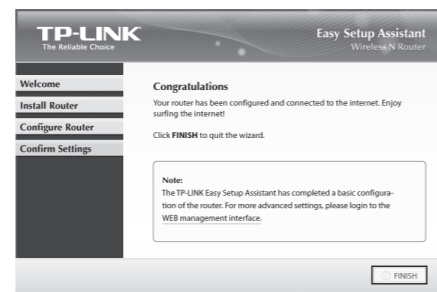 TP-LINK
The Reliable Choice
Easy Setup Assistant
Wireless N Router
Welcome
Install Router
Configure Router
Confirm Settings
Congratulations
Your router has been configured and connected to the internet. Enjoy
surfing the internet!
Click FINISH to quit the wizard.
Note:
The TP-LINK Easy Setup Assistant has completed a basic configura-
tion of the router. For more advanced settings, please login to the
WEB management interface.
FINISH